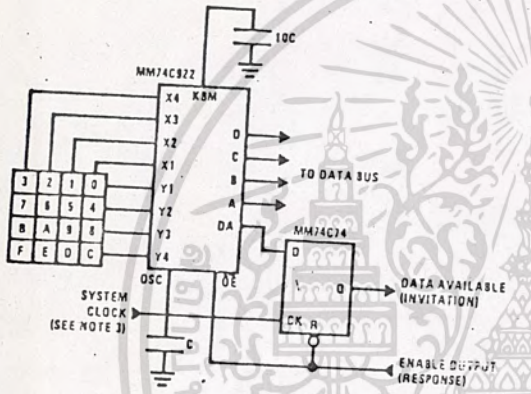 10C
MM74C922
X4
KBM
X3
X2
X1
Y1
Y2
Y3
Y4
OSC
OE
D
C
B
A
DA
TO DATA BUS
3 2 1 0
7 6 5 4
B A 9 8
F E D C
MM74C74
D
Q
CK
R
DATA AVAILABLE
(INVITATION)
SYSTEM
CLOCK
(SEE NOTE 3)
C
ENABLE OUTPUT
(RESPONSE)